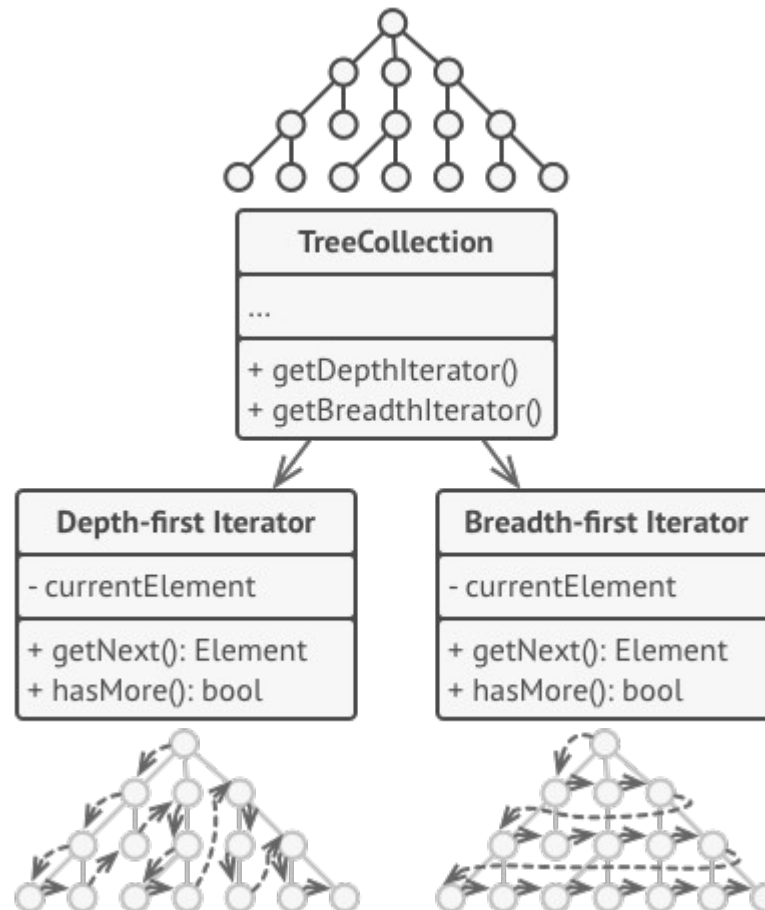 TreeCollection
...
+ getDepthIterator()
+ getBreadthIterator()
Depth-first Iterator
- currentElement
+ getNext(): Element
+ hasMore(): bool
Breadth-first Iterator
- currentElement
+ getNext(): Element
+ hasMore(): bool